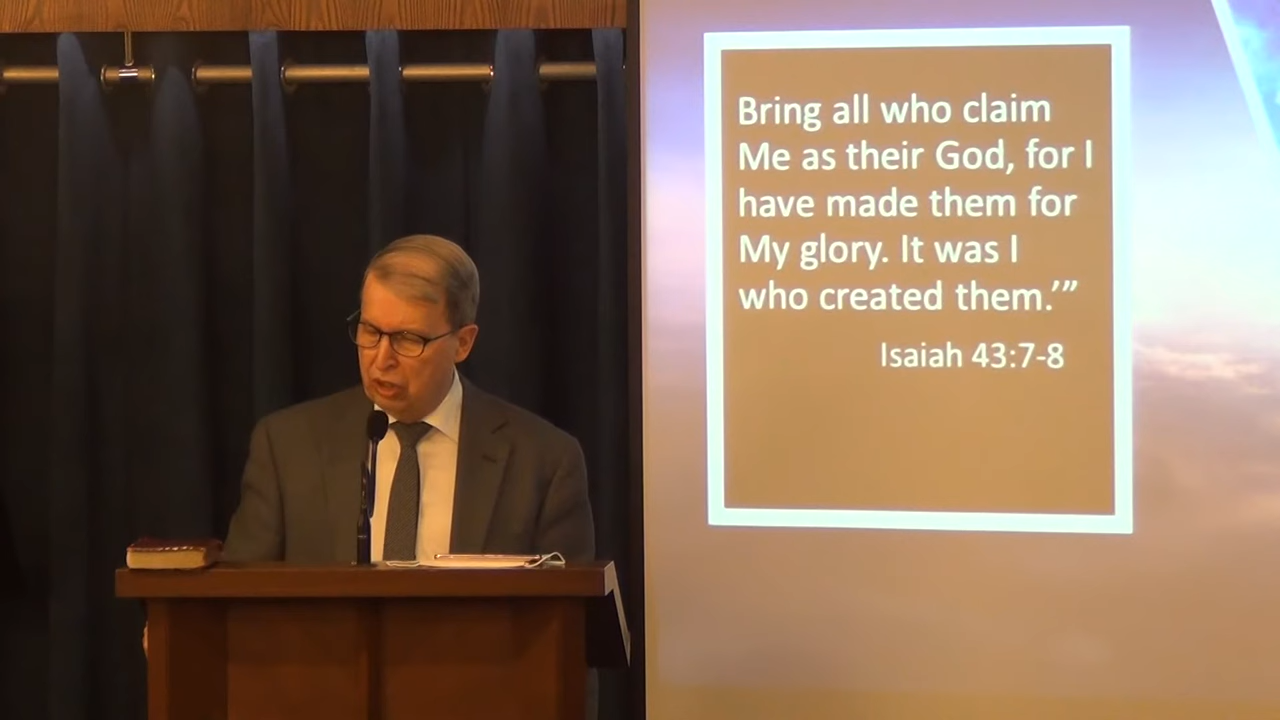 Bring all who claim
Me as their God, for I
have made them for
My glory. It was I
who created them.’”
Isaiah 43:7-8